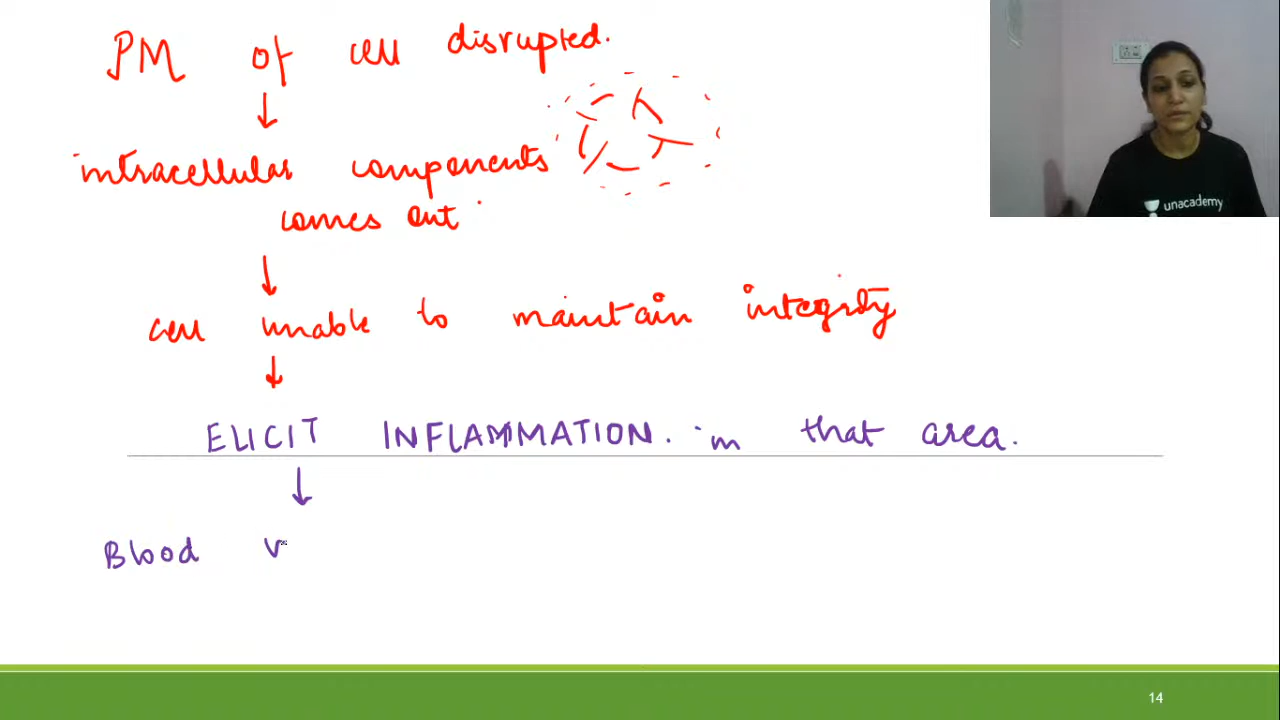 PM of cell disrupted.
↓
intracellular components
comes out.
↓
cell unable to maintain integrity
↓
ELICIT INFLAMMATION. in that area.
↓
Blood v
unacademy
14